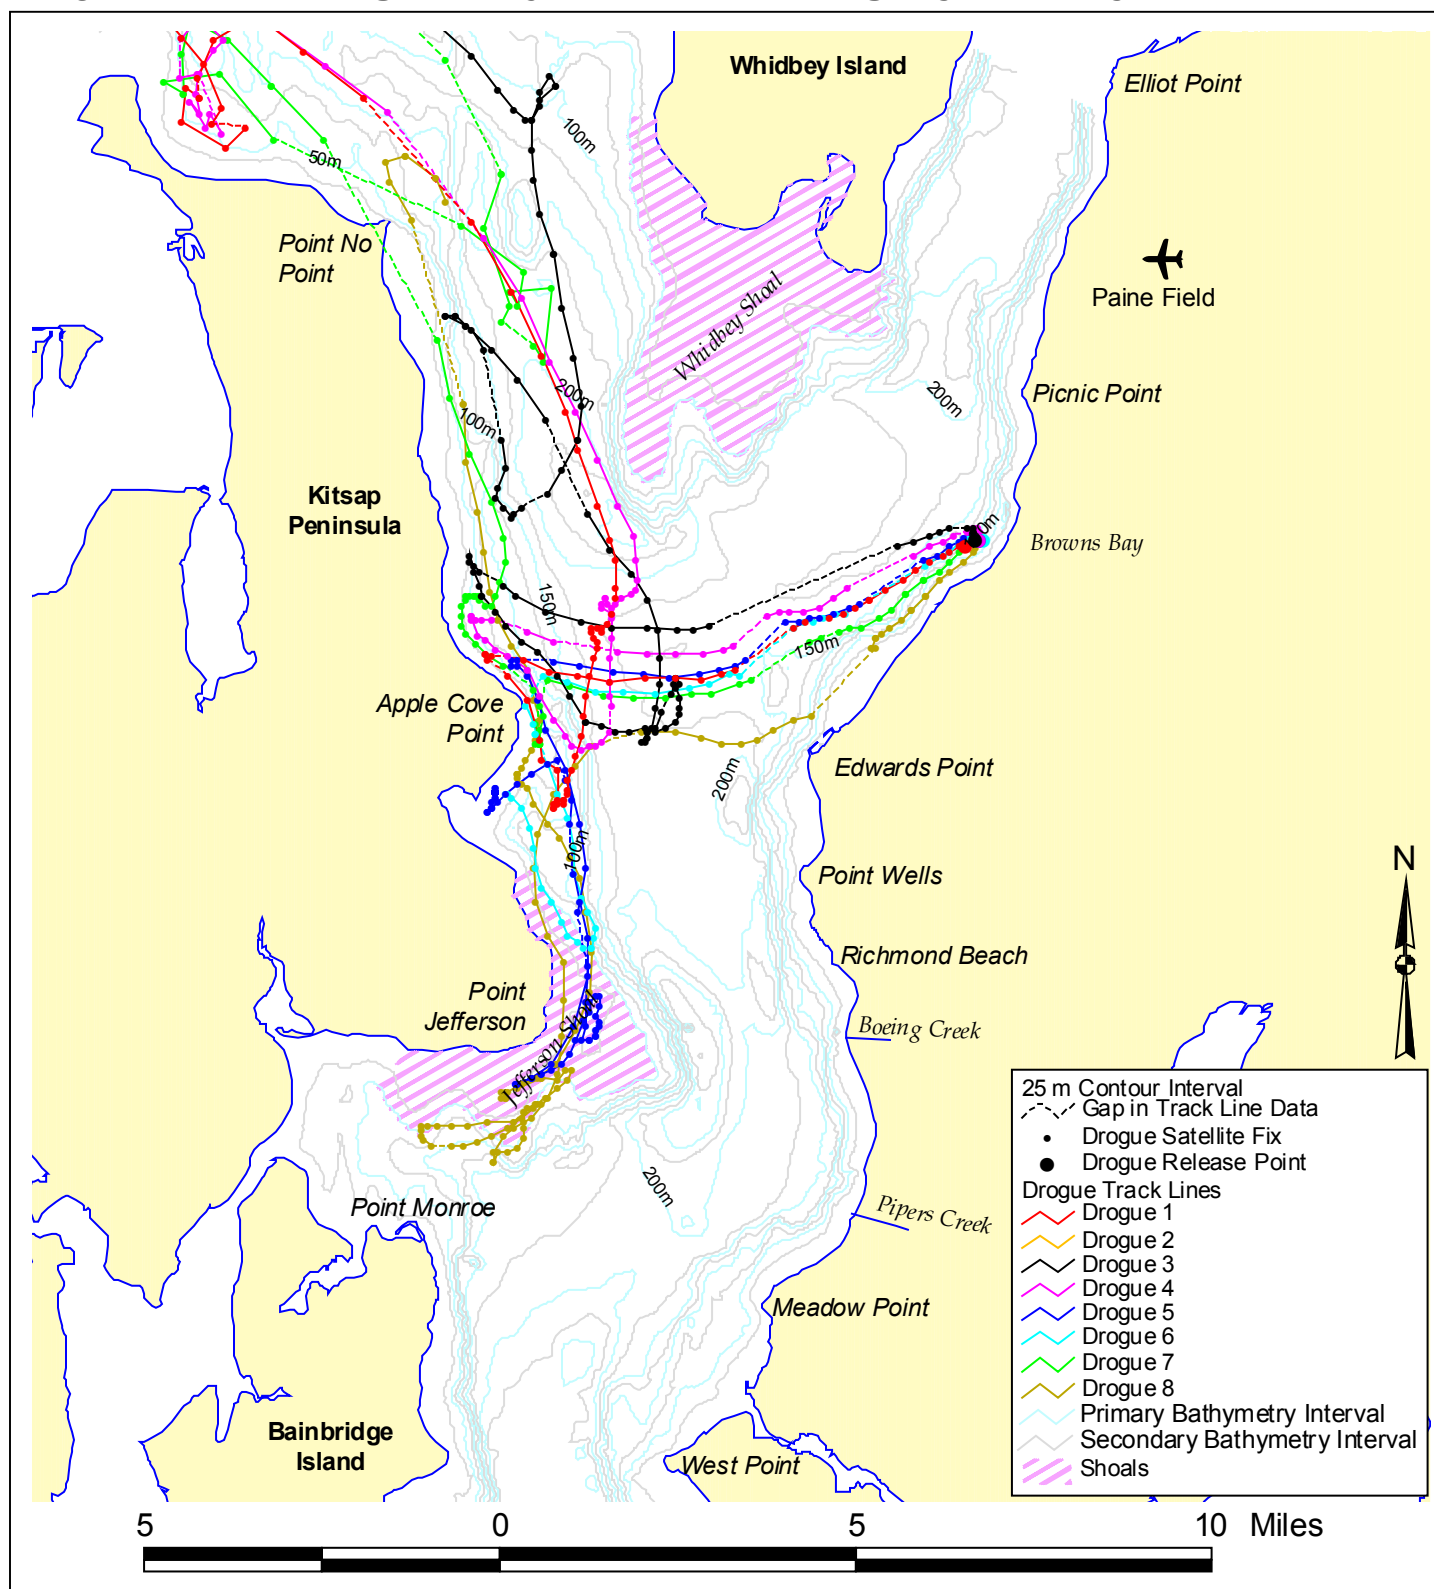 Whidbey Island
Elliot Point
100m
50m
Point No
Point
Paine Field
Whidbey Shoal
200m
Picnic Point
200m
100m
Kitsap
Peninsula
Browns Bay
150m
150m
Apple Cove
Point
Edwards Point
200m
100m
Point Wells
N
Richmond Beach
Point
Jefferson
Jefferson Shoal
Boeing Creek
200m
Point Monroe
Pipers Creek
Meadow Point
Bainbridge
Island
West Point
25 m Contour Interval
Gap in Track Line Data
Drogue Satellite Fix
Drogue Release Point
Drogue Track Lines
Drogue 1
Drogue 2
Drogue 3
Drogue 4
Drogue 5
Drogue 6
Drogue 7
Drogue 8
Primary Bathymetry Interval
Secondary Bathymetry Interval
Shoals
5 0 5 10 Miles